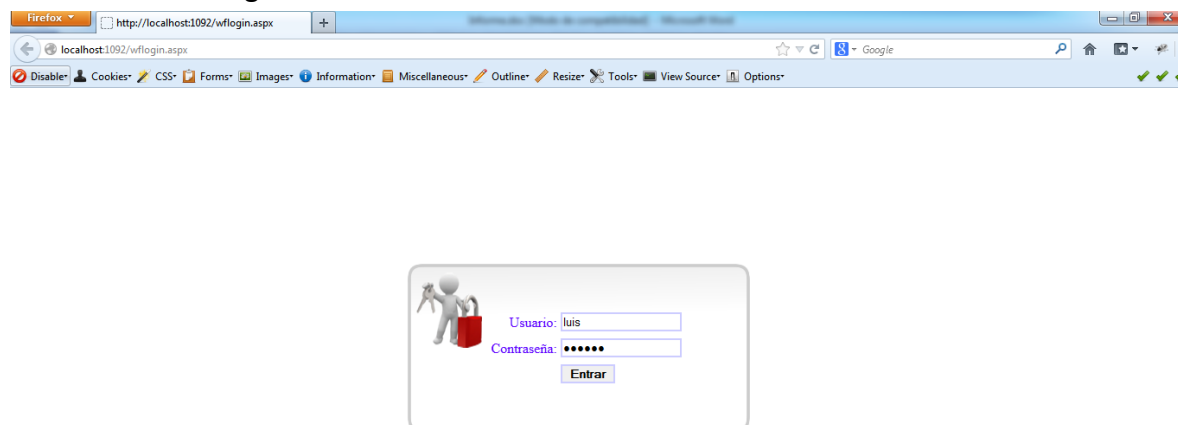 Firefox
http://localhost:1092/wflogin.aspx
+
localhost:1092/wflogin.aspx
Google
Disable Cookies CSS Forms Images Information Miscellaneous Outline Resize Tools View Source Options
Usuario: luis
Contraseña: ••••••
Entrar